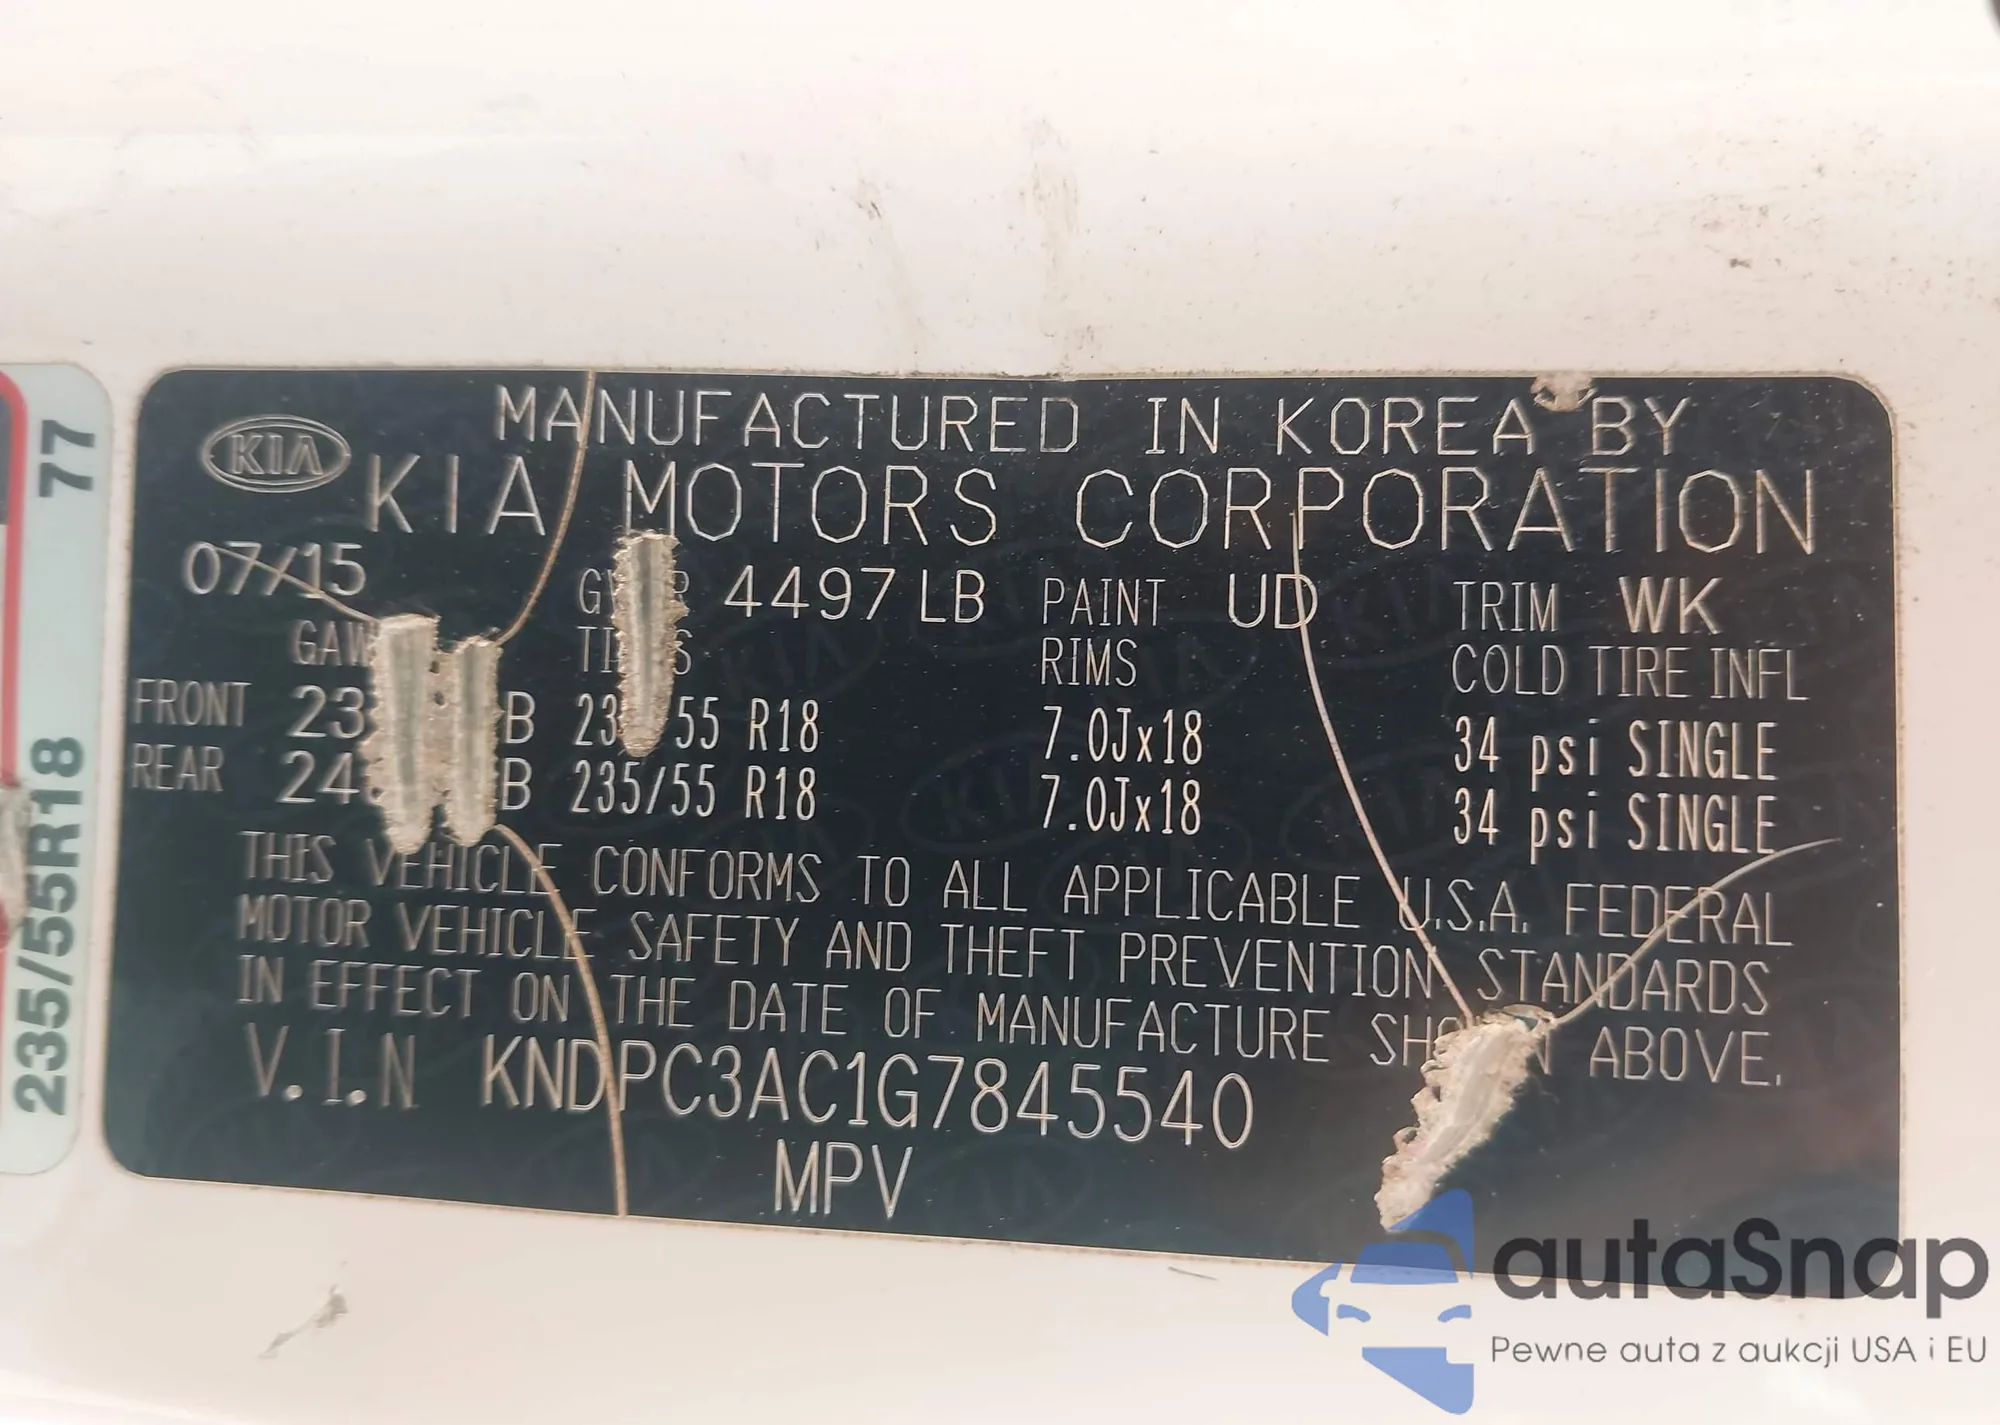 MANUFACTURED IN KOREA BY
KIA
KIA MOTORS CORPORATION
07/15
4497 LB PAINT UD TRIM WK
RIMS COLD TIRE INFL
FRONT R18 7.0Jx18 34 psi SINGLE
REAR 235/55 R18 7.0Jx18 34 psi SINGLE
THIS VEHICLE CONFORMS TO ALL APPLICABLE U.S.A. FEDERAL
MOTOR VEHICLE SAFETY AND THEFT PREVENTION STANDARDS
IN EFFECT ON THE DATE OF MANUFACTURE ABOVE.
V.I.N KNDPC3AC1G7845540
MPV
235/55R18 77
autaSnap
Pewne auta z aukcji USA i EU